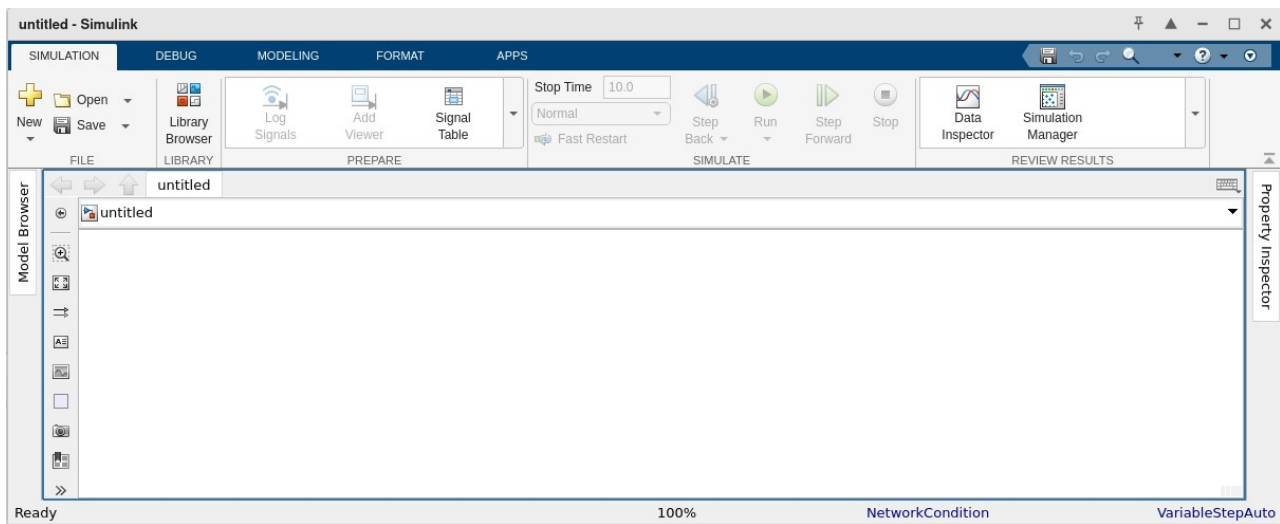 untitled - Simulink
SIMULATION DEBUG MODELING FORMAT APPS
New
Open
Save
FILE
Library
Browser
LIBRARY
Log
Signals
Add
Viewer
Signal
Table
PREPARE
Stop Time 10.0
Normal
Fast Restart
Step
Back
Run
Step
Forward
Stop
SIMULATE
Data
Inspector
Simulation
Manager
REVIEW RESULTS
Model Browser
untitled
untitled
Property Inspector
Ready 100% NetworkCondition VariableStepAuto